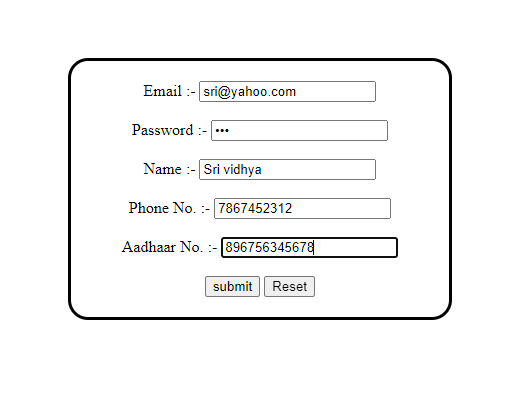 Email :- sri@yahoo.com
Password :- •••
Name :- Sri vidhya
Phone No. :- 7867452312
Aadhaar No. :- 896756345678
submit Reset